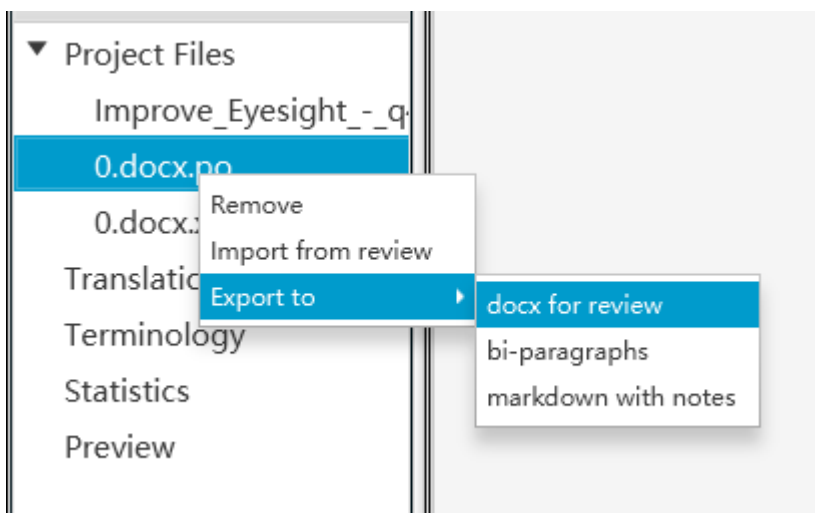 Project Files
Improve_Eyesight_-_q
0.docx.po
0.docx.
Remove
Import from review
Export to
docx for review
bi-paragraphs
markdown with notes
Translatio
Terminology
Statistics
Preview